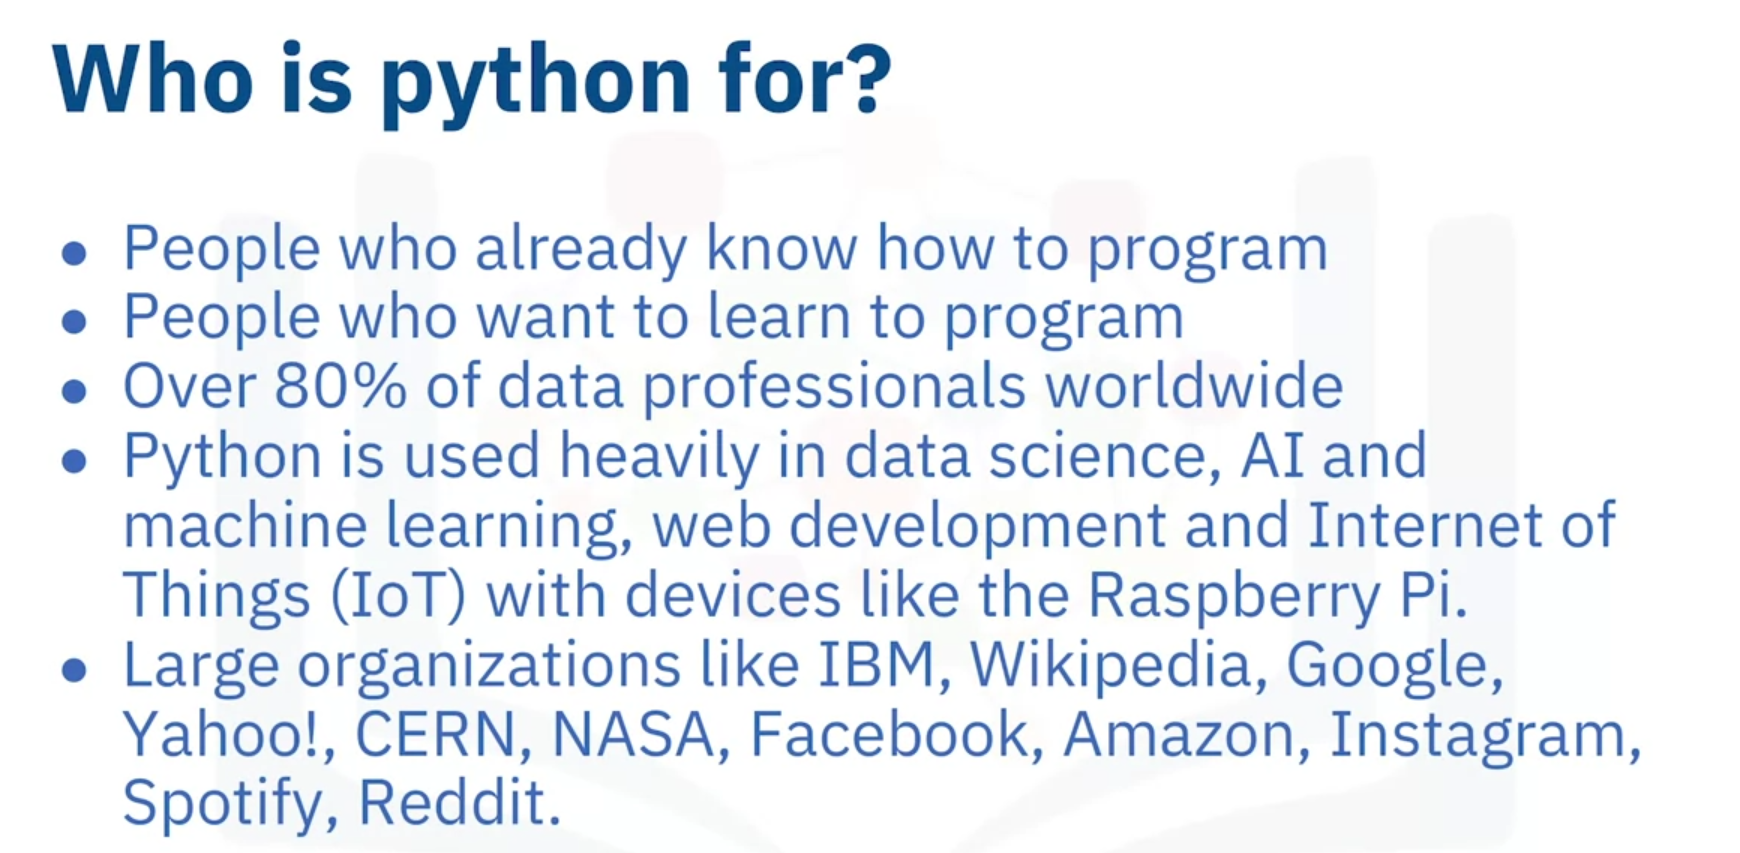 Who is python for?
● People who already know how to program
● People who want to learn to program
● Over 80% of data professionals worldwide
● Python is used heavily in data science, AI and
machine learning, web development and Internet of
Things (IoT) with devices like the Raspberry Pi.
● Large organizations like IBM, Wikipedia, Google,
Yahoo!, CERN, NASA, Facebook, Amazon, Instagram,
Spotify, Reddit.